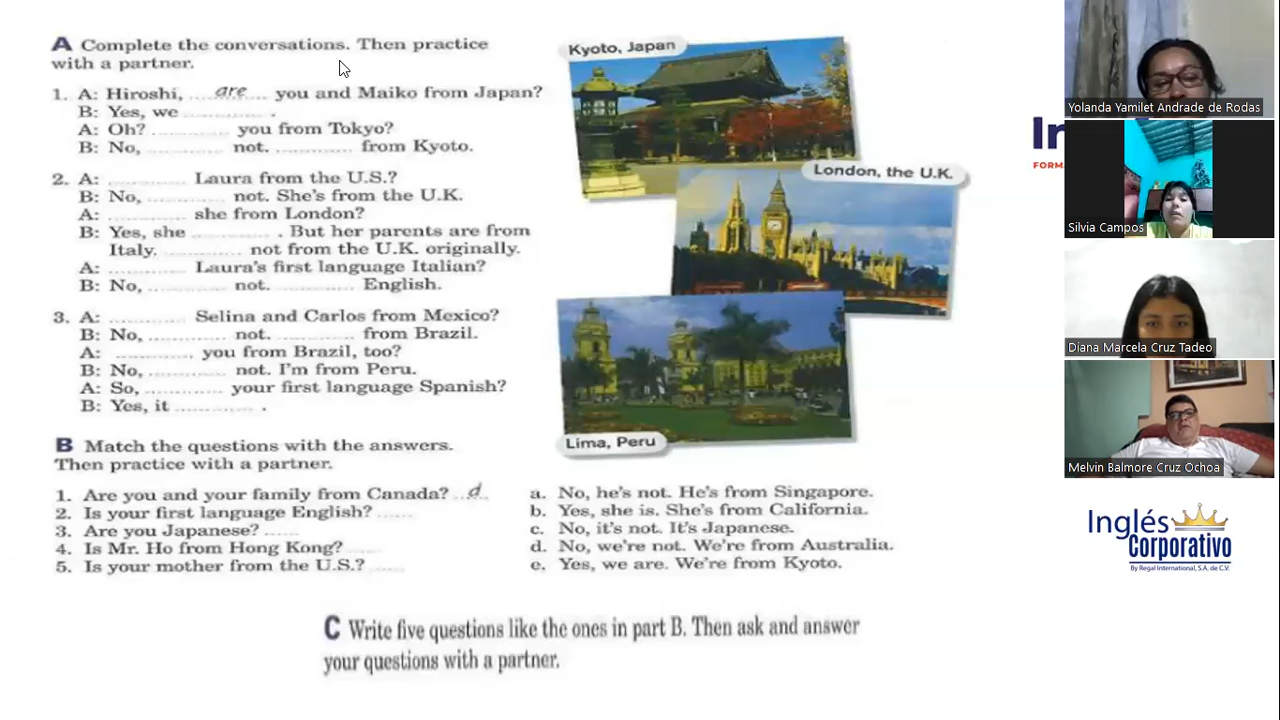 A Complete the conversations. Then practice
with a partner.
1. A: Hiroshi, are you and Maiko from Japan?
B: Yes, we .......... .
A: Oh? .......... you from Tokyo?
B: No, .......... not. .......... from Kyoto.
2. A: .......... Laura from the U.S.?
B: No, .......... not. She's from the U.K.
A: .......... she from London?
B: Yes, she .......... . But her parents are from
Italy. .......... not from the U.K. originally.
A: .......... Laura's first language Italian?
B: No, .......... not. .......... English.
3. A: .......... Selina and Carlos from Mexico?
B: No, .......... not. .......... from Brazil.
A: .......... you from Brazil, too?
B: No, .......... not. I'm from Peru.
A: So, .......... your first language Spanish?
B: Yes, it .......... .
Kyoto, Japan
London, the U.K.
Lima, Peru
B Match the questions with the answers.
Then practice with a partner.
1. Are you and your family from Canada? d
2. Is your first language English? ......
3. Are you Japanese? ......
4. Is Mr. Ho from Hong Kong? ......
5. Is your mother from the U.S.? ......
a. No, he's not. He's from Singapore.
b. Yes, she is. She's from California.
c. No, it's not. It's Japanese.
d. No, we're not. We're from Australia.
e. Yes, we are. We're from Kyoto.
C Write five questions like the ones in part B. Then ask and answer
your questions with a partner.
Yolanda Yamilet Andrade de Rodas
Silvia Campos
Diana Marcela Cruz Tadeo
Melvin Balmore Cruz Ochoa
Inglés
Corporativo
By Regal International, S.A. de C.V.